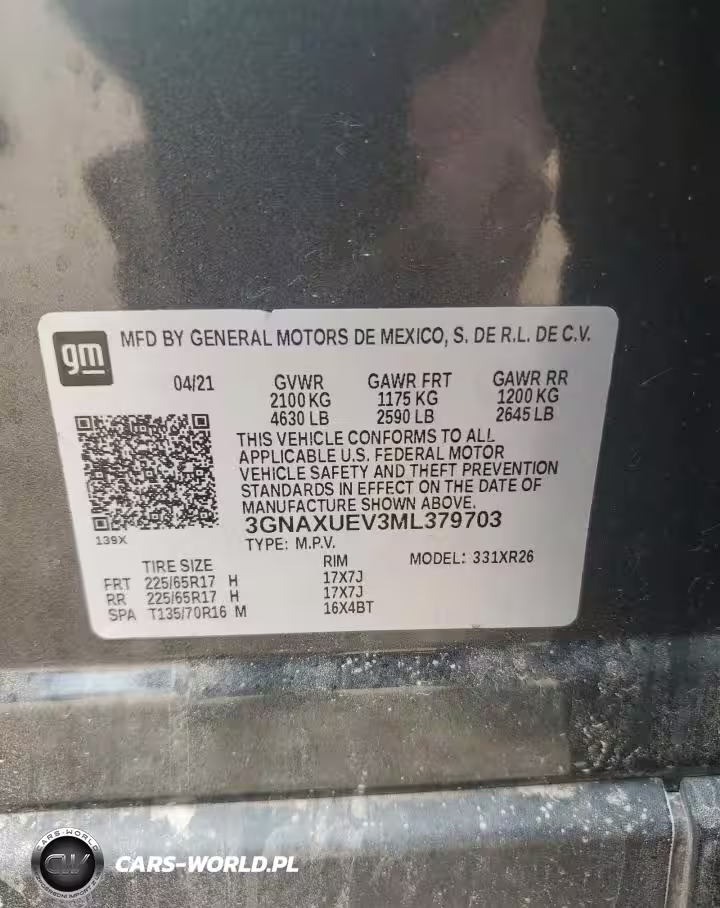 gm
MFD BY GENERAL MOTORS DE MEXICO, S. DE R.L. DE C.V.
04/21 GVWR GAWR FRT GAWR RR
2100 KG 1175 KG 1200 KG
4630 LB 2590 LB 2645 LB
THIS VEHICLE CONFORMS TO ALL
APPLICABLE U.S. FEDERAL MOTOR
VEHICLE SAFETY AND THEFT PREVENTION
STANDARDS IN EFFECT ON THE DATE OF
MANUFACTURE SHOWN ABOVE.
3GNAXUEV3ML379703
139X
TYPE: M.P.V.
TIRE SIZE RIM MODEL: 331XR26
FRT 225/65R17 H 17X7J
RR 225/65R17 H 17X7J
SPA T135/70R16 M 16X4BT
CARS-WORLD
CW
CARS-WORLD.PL